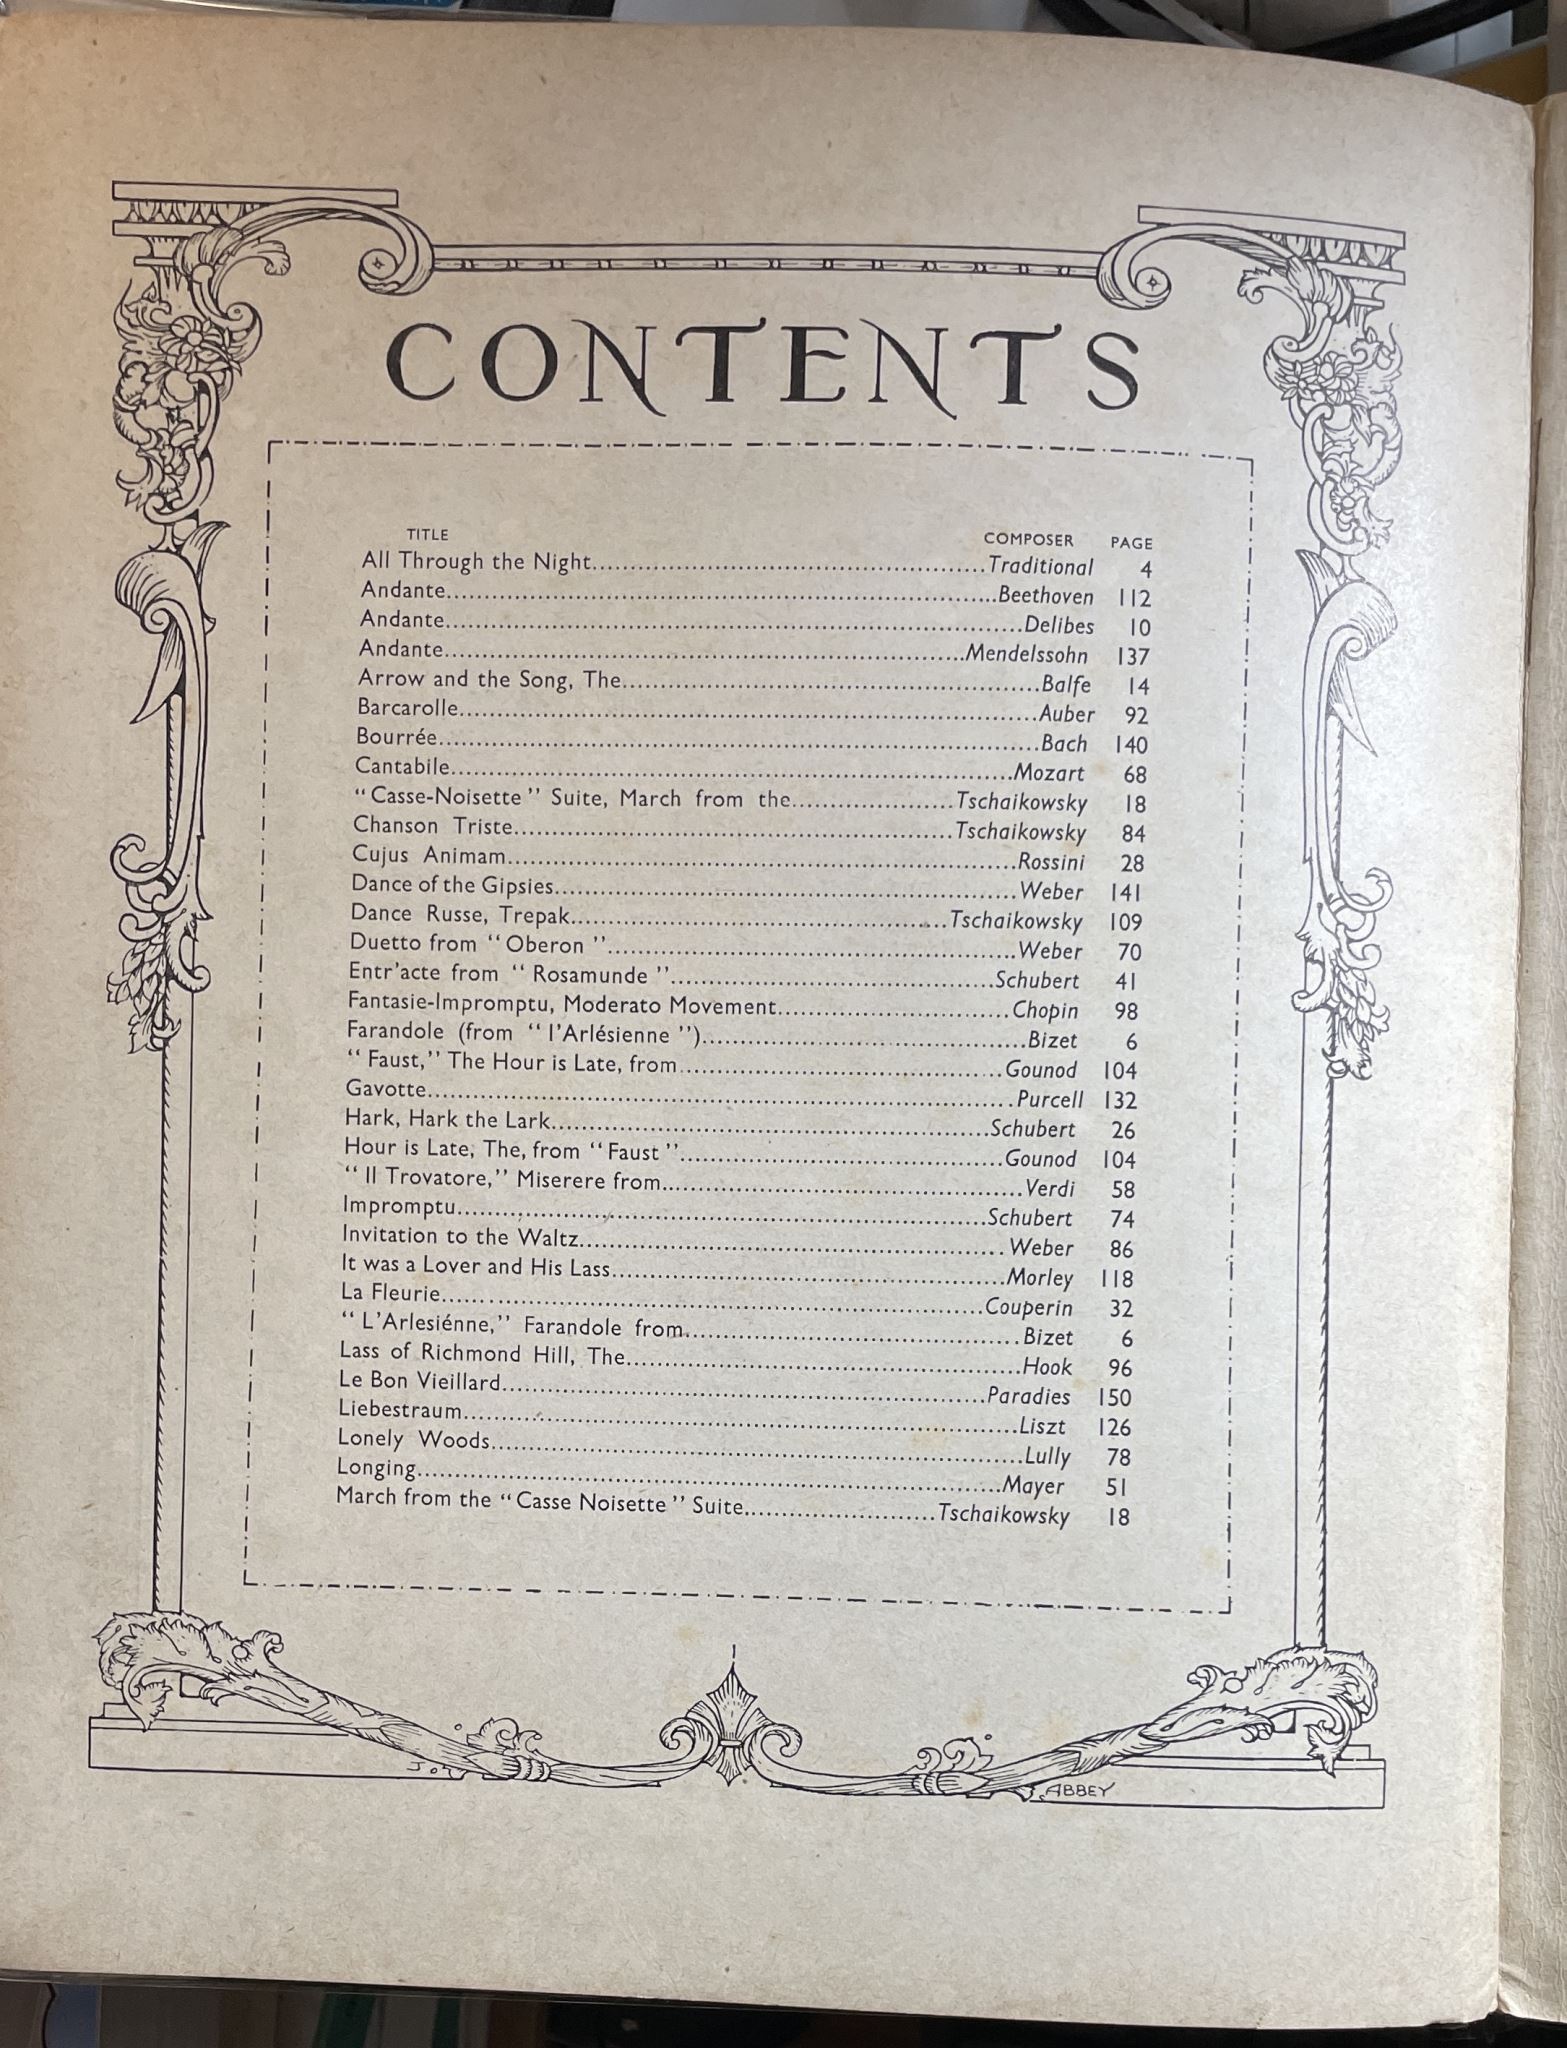 CONTENTS
TITLE COMPOSER PAGE
All Through the Night........Traditional 4
Andante........Beethoven 112
Andante........Delibes 10
Andante........Mendelssohn 137
Arrow and the Song, The........Balfe 14
Barcarolle........Auber 92
Bourrée........Bach 140
Cantabile........Mozart 68
“Casse-Noisette” Suite, March from the........Tschaikowsky 18
Chanson Triste........Tschaikowsky 84
Cujus Animam........Rossini 28
Dance of the Gipsies........Weber 141
Dance Russe, Trepak........Tschaikowsky 109
Duetto from “Oberon”........Weber 70
Entr'acte from “Rosamunde”........Schubert 41
Fantasie-Impromptu, Moderato Movement........Chopin 98
Farandole (from “l'Arlésienne”)........Bizet 6
“Faust,” The Hour is Late, from........Gounod 104
Gavotte........Purcell 132
Hark, Hark the Lark........Schubert 26
Hour is Late, The, from “Faust”........Gounod 104
“Il Trovatore,” Miserere from........Verdi 58
Impromptu........Schubert 74
Invitation to the Waltz........Weber 86
It was a Lover and His Lass........Morley 118
La Fleurie........Couperin 32
“L'Arlesiénne,” Farandole from........Bizet 6
Lass of Richmond Hill, The........Hook 96
Le Bon Vieillard........Paradies 150
Liebestraum........Liszt 126
Lonely Woods........Lully 78
Longing........Mayer 51
March from the “Casse Noisette” Suite........Tschaikowsky 18
ABBEY